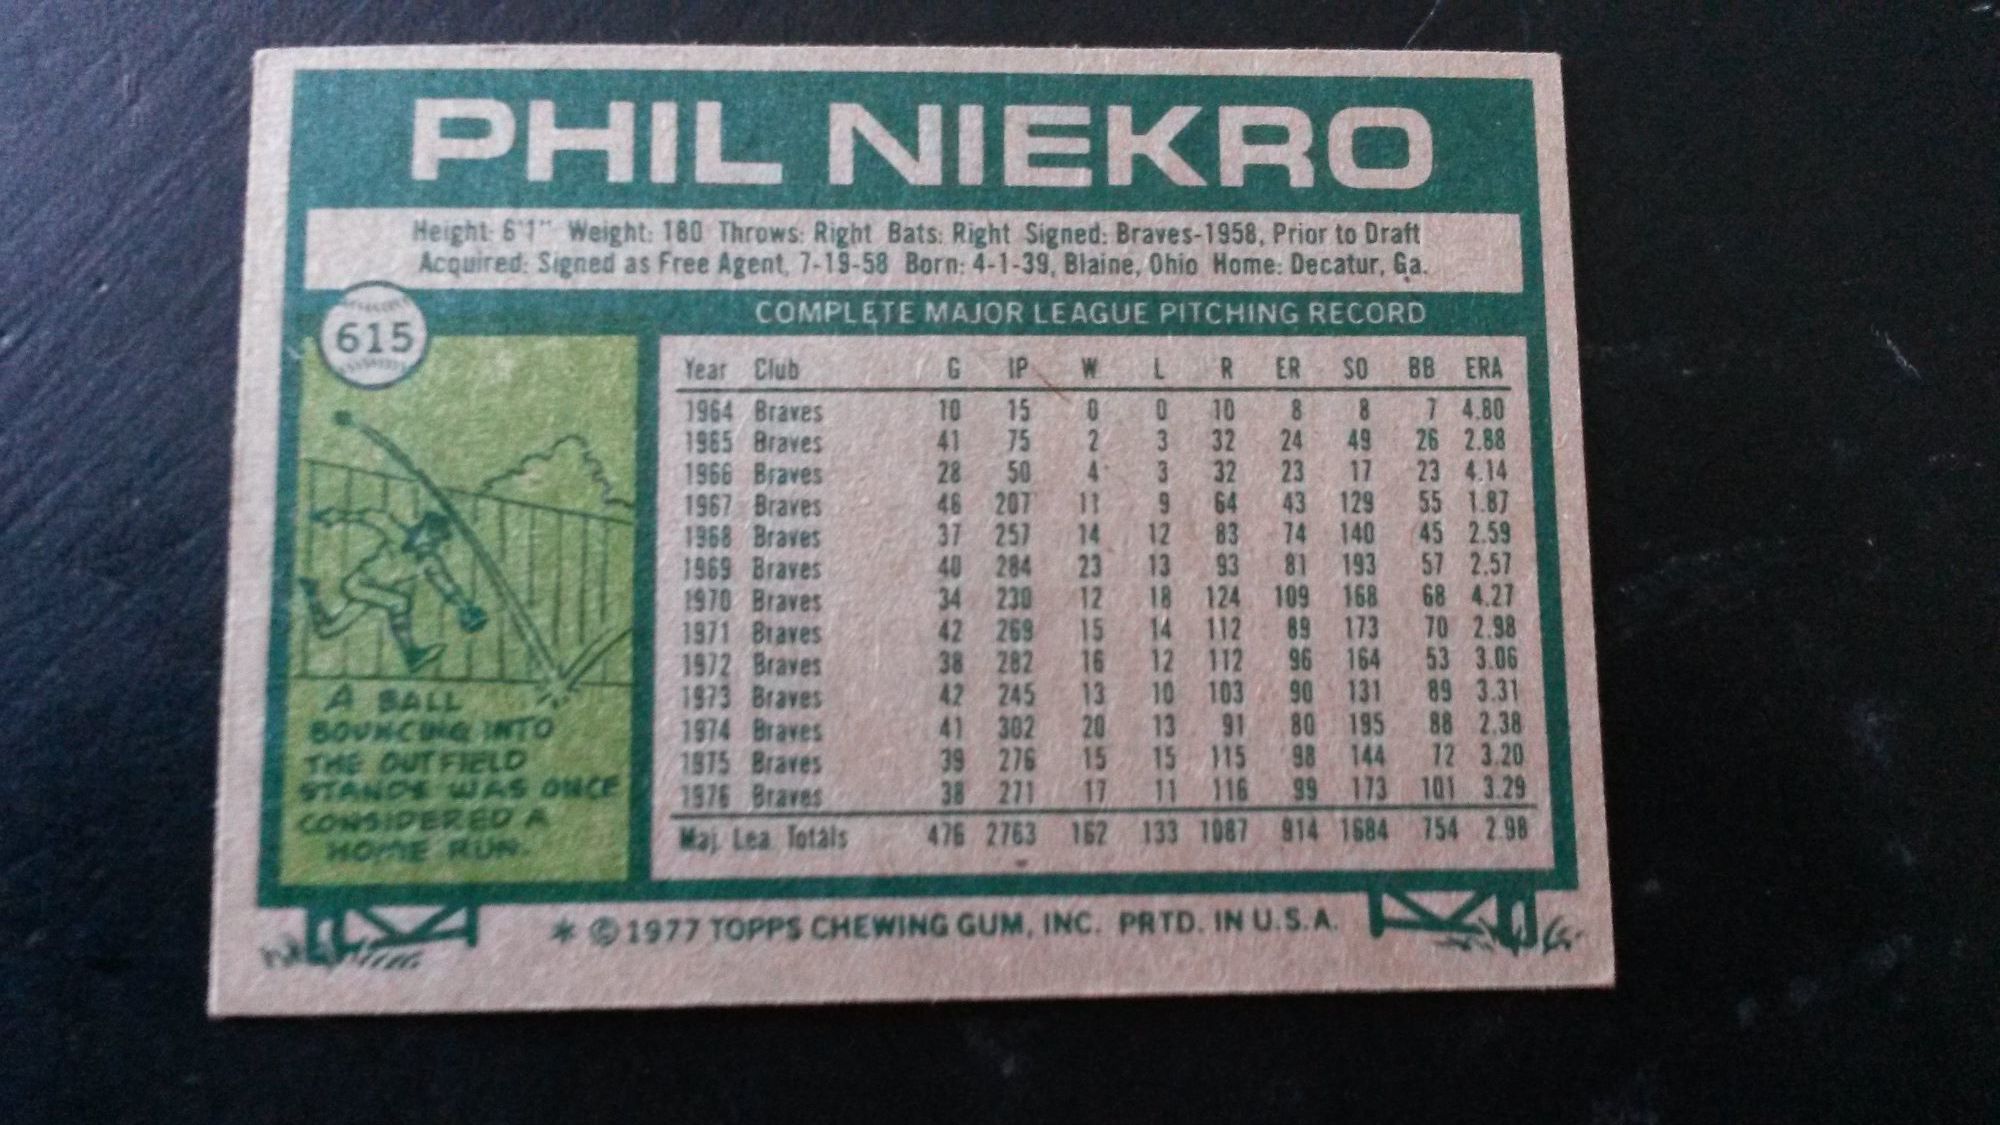 PHIL NIEKRO
Height: 6'1" Weight: 180 Throws: Right Bats: Right Signed: Braves-1958, Prior to Draft
Acquired: Signed as Free Agent, 7-19-58 Born: 4-1-39, Blaine, Ohio Home: Decatur, Ga.
615
COMPLETE MAJOR LEAGUE PITCHING RECORD
Year Club G IP W L R ER SO BB ERA
1964 Braves 10 15 0 0 10 8 8 7 4.80
1965 Braves 41 75 2 3 32 24 49 26 2.88
1966 Braves 28 50 4 3 32 23 17 23 4.14
1967 Braves 46 207 11 9 64 43 129 55 1.87
1968 Braves 37 257 14 12 83 74 140 45 2.59
1969 Braves 40 284 23 13 93 81 193 57 2.57
1970 Braves 34 230 12 18 124 109 168 68 4.27
1971 Braves 42 269 15 14 112 89 173 70 2.98
1972 Braves 38 282 16 12 112 96 164 53 3.06
1973 Braves 42 245 13 10 103 90 131 89 3.31
1974 Braves 41 302 20 13 91 80 195 88 2.38
1975 Braves 39 276 15 15 115 98 144 72 3.20
1976 Braves 38 271 17 11 116 99 173 101 3.29
Maj. Lea. Totals 476 2763 162 133 1087 914 1684 754 2.98
A BALL
BOUNCING INTO
THE OUTFIELD
STANDS WAS ONCE
CONSIDERED A
HOME RUN.
* © 1977 TOPPS CHEWING GUM, INC. PRTD. IN U.S.A.